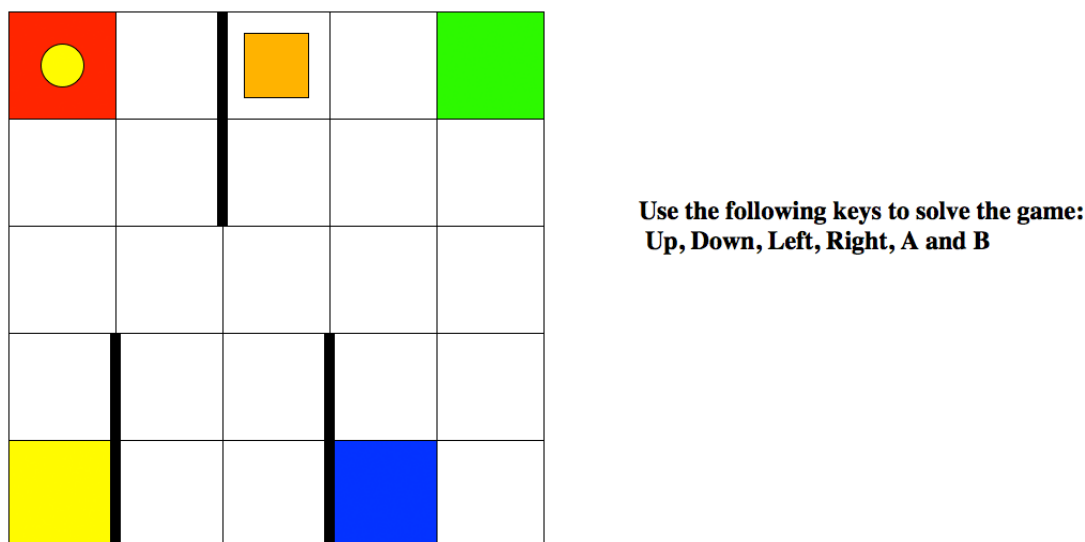 Use the following keys to solve the game:
Up, Down, Left, Right, A and B